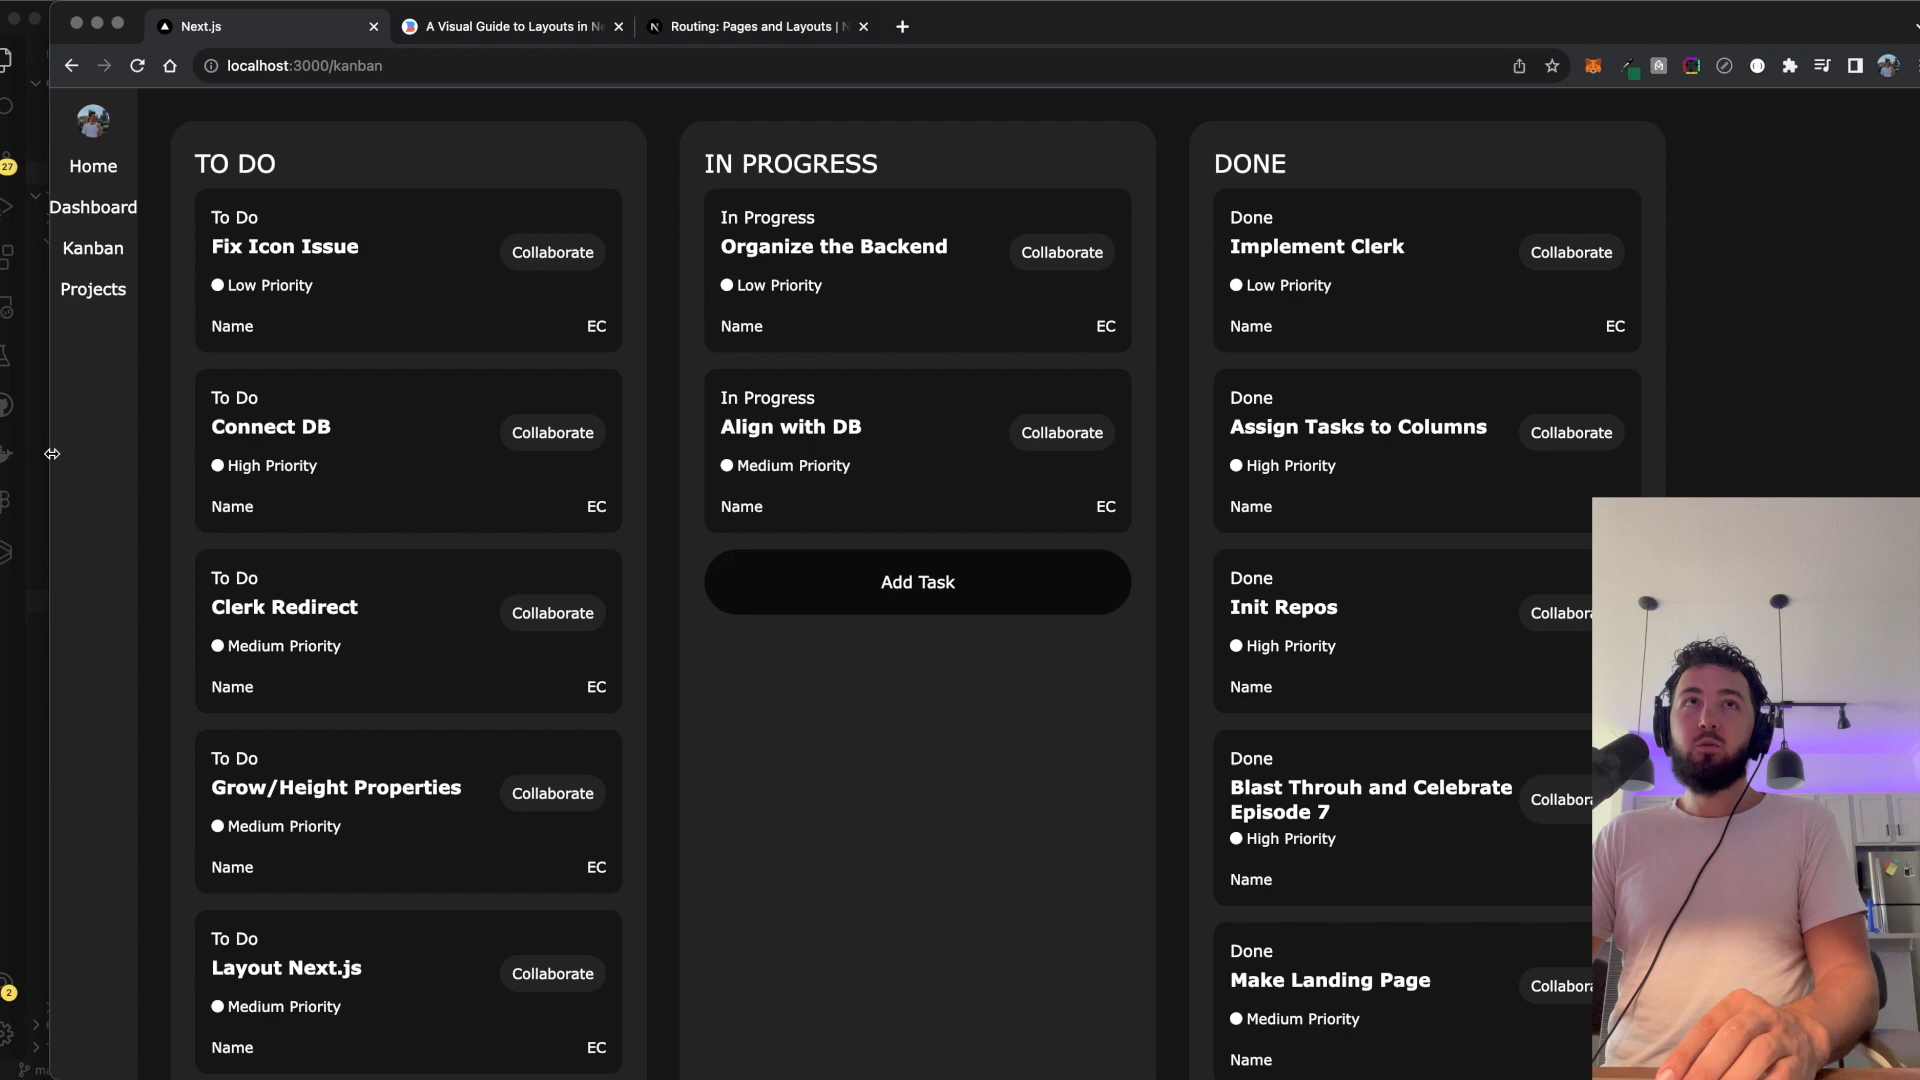 Next.js
A Visual Guide to Layouts in Ne
Routing: Pages and Layouts | N
localhost:3000/kanban
27
Home
Dashboard
Kanban
Projects
2
ma
TO DO
To Do
Fix Icon Issue
Collaborate
Low Priority
Name EC
To Do
Connect DB
Collaborate
High Priority
Name EC
To Do
Clerk Redirect
Collaborate
Medium Priority
Name EC
To Do
Grow/Height Properties
Collaborate
Medium Priority
Name EC
To Do
Layout Next.js
Collaborate
Medium Priority
Name EC
IN PROGRESS
In Progress
Organize the Backend
Collaborate
Low Priority
Name EC
In Progress
Align with DB
Collaborate
Medium Priority
Name EC
Add Task
DONE
Done
Implement Clerk
Collaborate
Low Priority
Name EC
Done
Assign Tasks to Columns
Collaborate
High Priority
Name
Done
Init Repos
Collabora
High Priority
Name
Done
Blast Throuh and Celebrate
Episode 7
Collabora
High Priority
Name
Done
Make Landing Page
Collabora
Medium Priority
Name